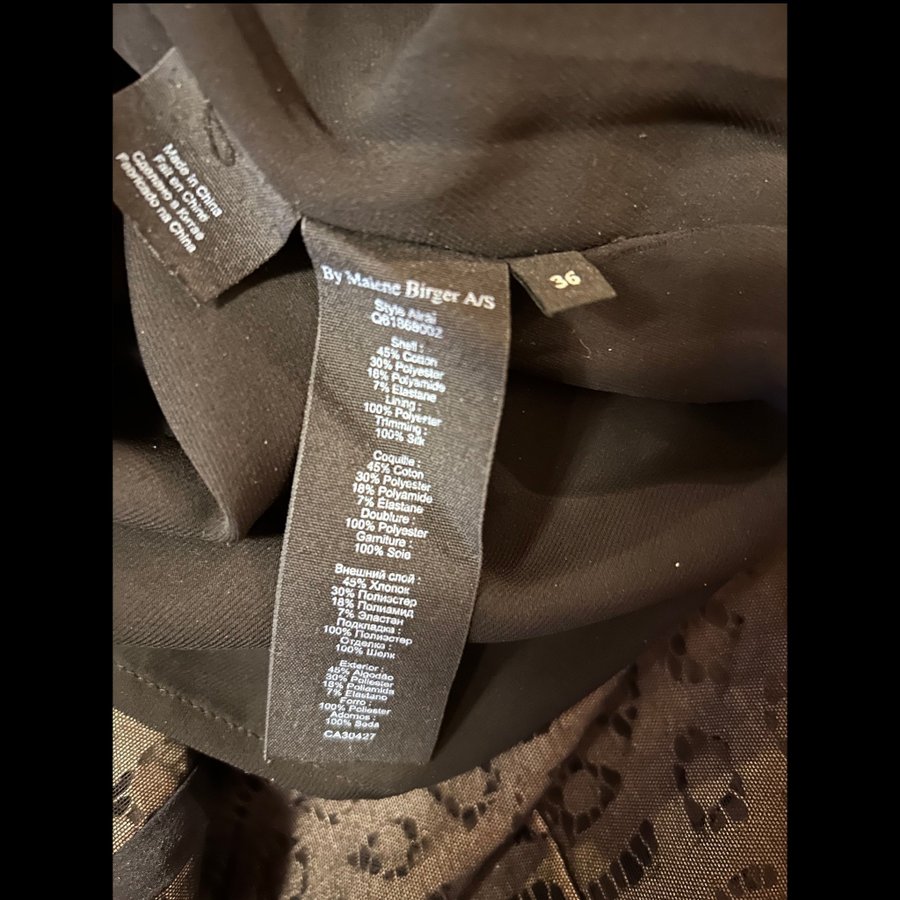 Made in China
Fait en Chine
Сделано в Китае
Fabricado na China
By Malene Birger A/S
36
Style Airai
Q61868002
Shell :
45% Cotton
30% Polyester
18% Polyamide
7% Elastane
Lining :
100% Polyester
Trimming :
100% Silk
Coquille :
45% Coton
30% Polyester
18% Polyamide
7% Élastane
Doublure :
100% Polyester
Garniture :
100% Soie
Внешний слой :
45% Хлопок
30% Полиэстер
18% Полиамид
7% Эластан
Подкладка :
100% Полиэстер
Отделка :
100% Шелк
Exterior :
45% Algodão
30% Poliester
18% Poliamida
7% Elastano
Forro :
100% Poliester
Adornos :
100% Seda
CA30427